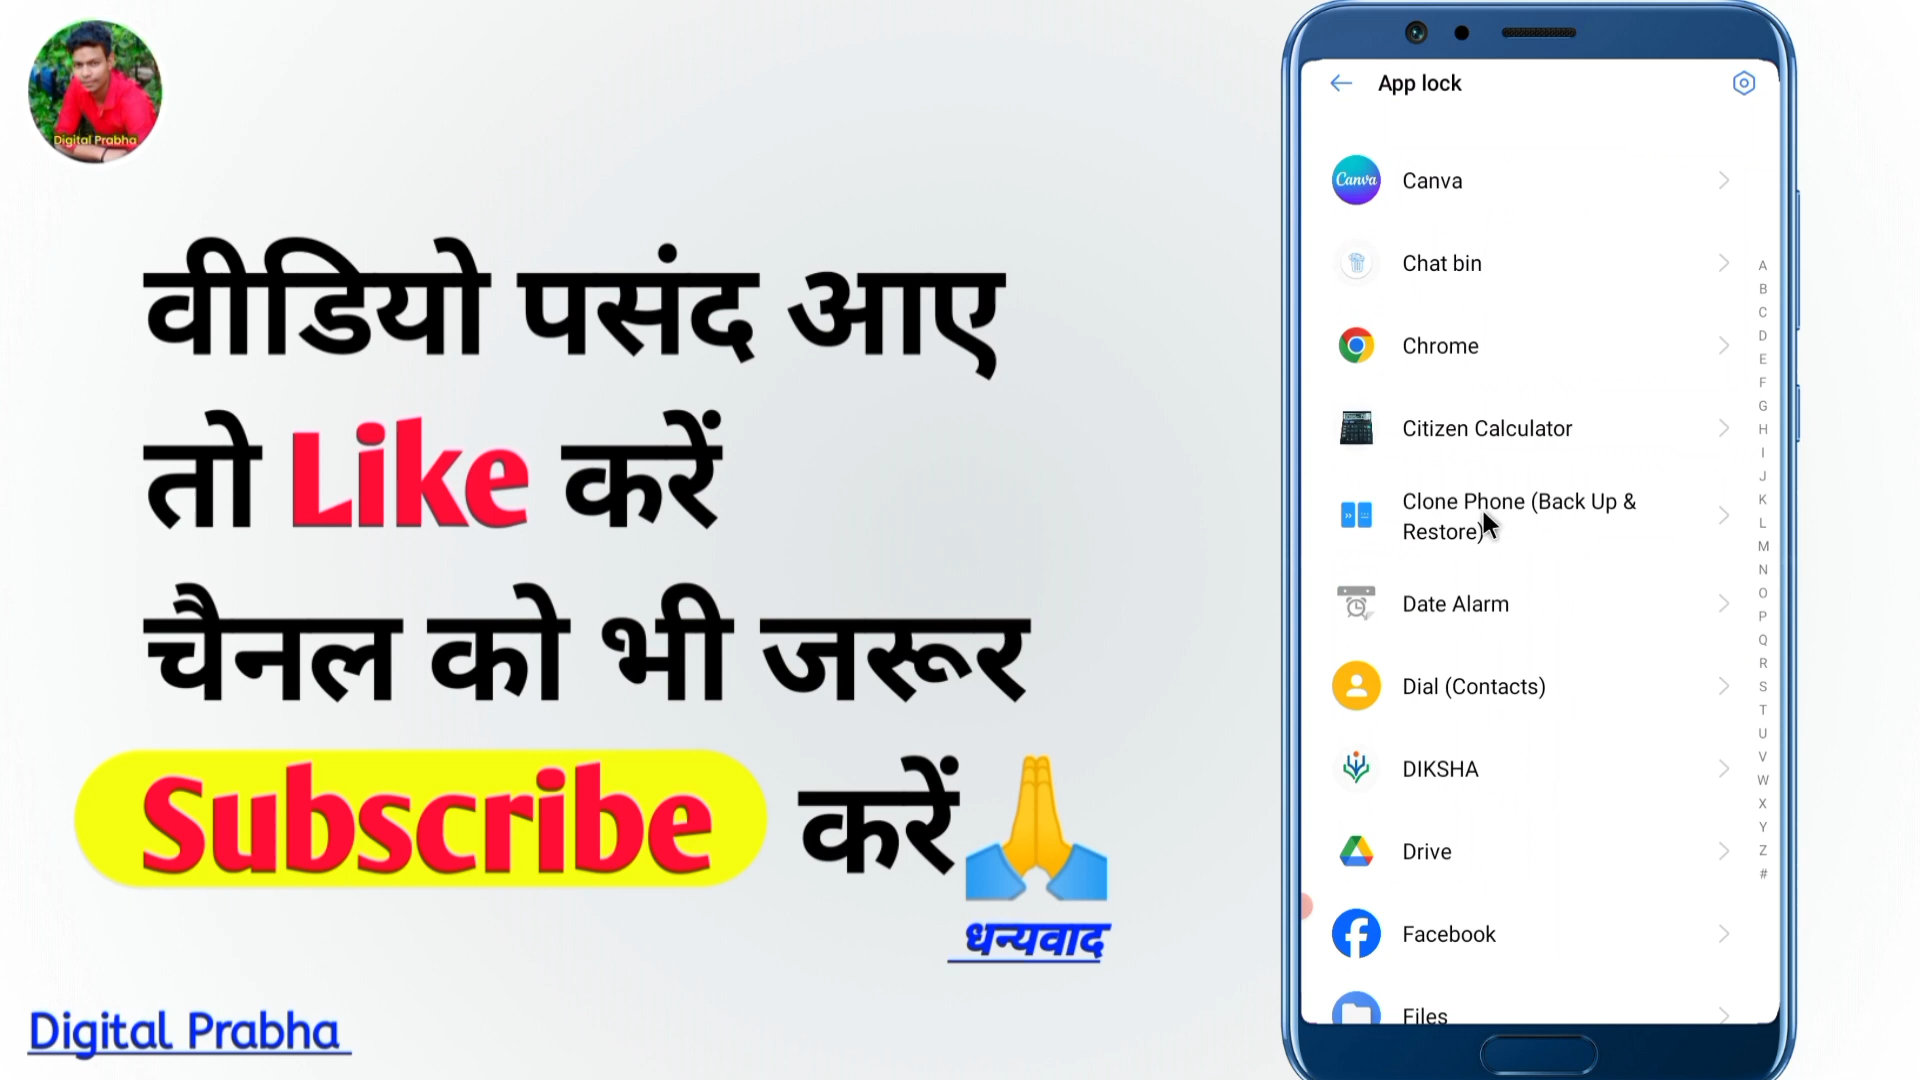 Digital Prabha
वीडियो पसंद आए
तो Like करें
चैनल को भी जरूर
Subscribe करें
धन्यवाद
Digital Prabha
App lock
Canva
Canva
Chat bin
Chrome
Citizen Calculator
Clone Phone (Back Up &
Restore)
Date Alarm
Dial (Contacts)
DIKSHA
Drive
Facebook
Files
A
B
C
D
E
F
G
H
I
J
K
L
M
N
O
P
Q
R
S
T
U
V
W
X
Y
Z
#